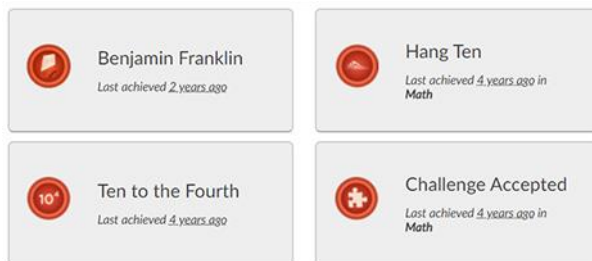 Benjamin Franklin
Last achieved 2 years ago
Hang Ten
Last achieved 4 years ago in
Math
10⁴
Ten to the Fourth
Last achieved 4 years ago
Challenge Accepted
Last achieved 4 years ago in
Math